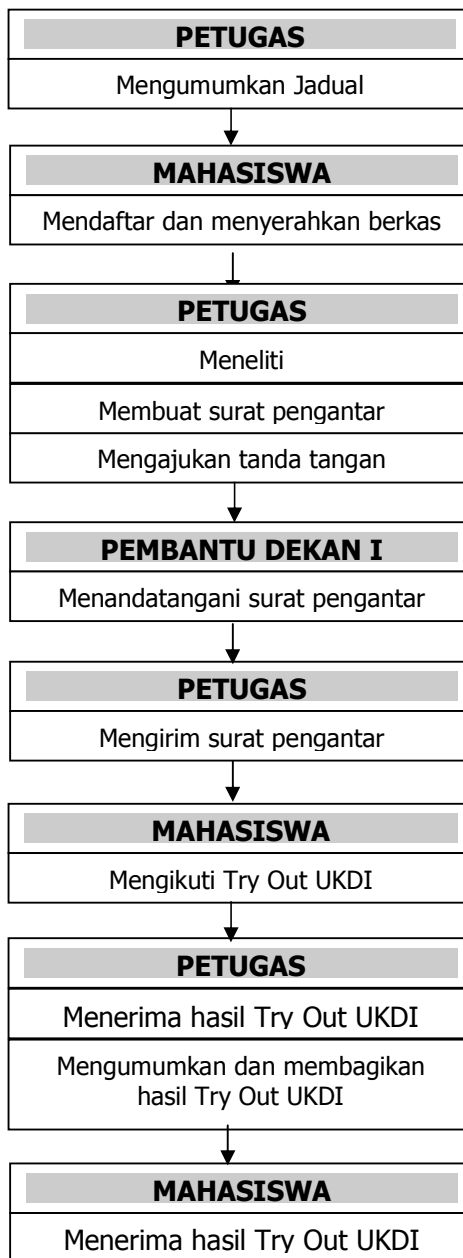 PETUGAS
Mengumumkan Jadual
MAHASISWA
Mendaftar dan menyerahkan berkas
PETUGAS
Meneliti
Membuat surat pengantar
Mengajukan tanda tangan
PEMBANTU DEKAN I
Menandatangani surat pengantar
PETUGAS
Mengirim surat pengantar
MAHASISWA
Mengikuti Try Out UKDI
PETUGAS
Menerima hasil Try Out UKDI
Mengumumkan dan membagikan
hasil Try Out UKDI
MAHASISWA
Menerima hasil Try Out UKDI